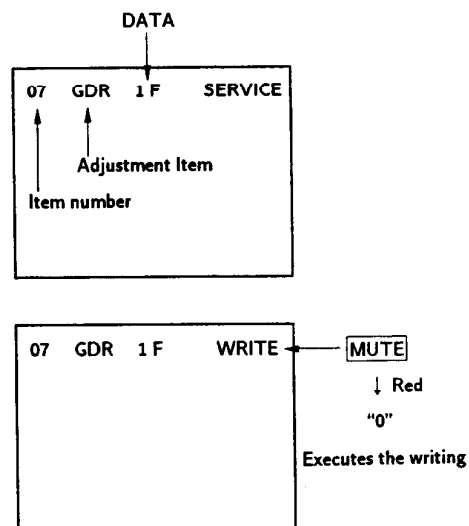 DATA
07 GDR 1F SERVICE
Adjustment Item
Item number
07 GDR 1F WRITE MUTE
Red
“0”
Executes the writing